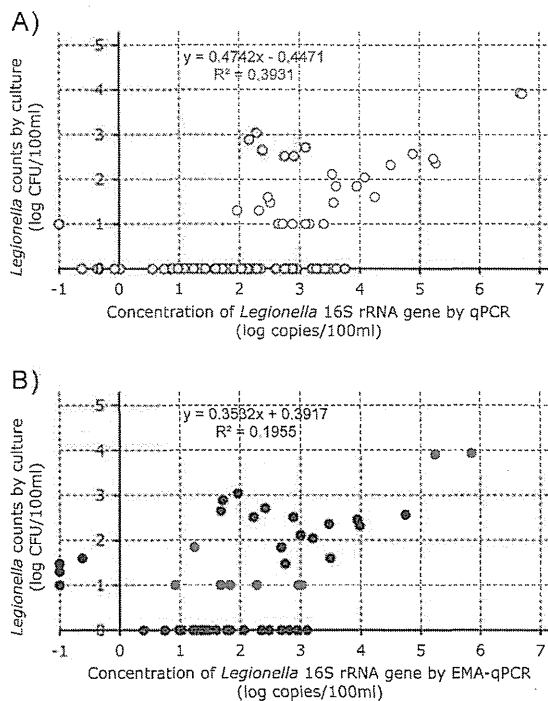 A)
y = 0.4742x - 0.4471
R² = 0.3931
5
4
3
2
1
0
Legionella counts by culture
(log CFU/100ml)
-1 0 1 2 3 4 5 6 7
Concentration of Legionella 16S rRNA gene by qPCR
(log copies/100ml)
B)
y = 0.3532x + 0.3917
R² = 0.1955
5
4
3
2
1
0
Legionella counts by culture
(log CFU/100ml)
-1 0 1 2 3 4 5 6 7
Concentration of Legionella 16S rRNA gene by EMA-qPCR
(log copies/100ml)